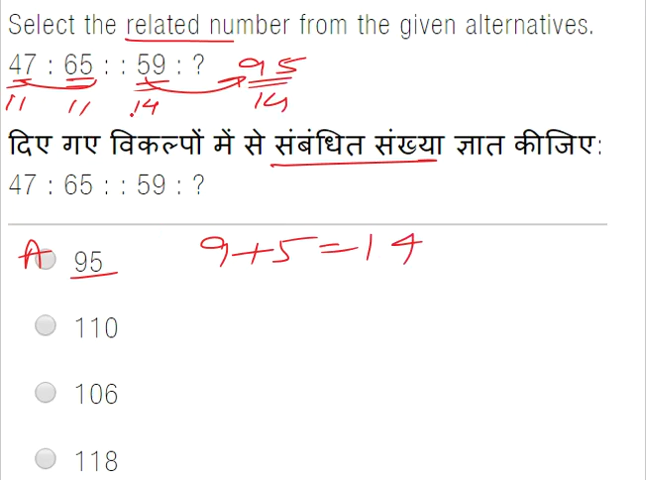 Select the related number from the given alternatives.
47 : 65 : : 59 : ? 95
11 11 .14 14
दिए गए विकल्पों में से संबंधित संख्या ज्ञात कीजिए:
47 : 65 : : 59 : ?
A 95 9+5=14
110
106
118